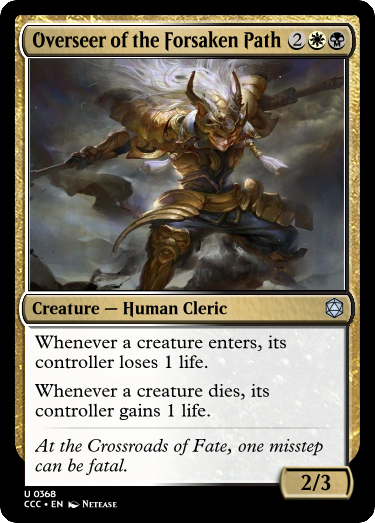 Overseer of the Forsaken Path 2
Creature — Human Cleric
Whenever a creature enters, its
controller loses 1 life.
Whenever a creature dies, its
controller gains 1 life.
At the Crossroads of Fate, one misstep
can be fatal.
2/3
U 0368
CCC • EN NETEASE